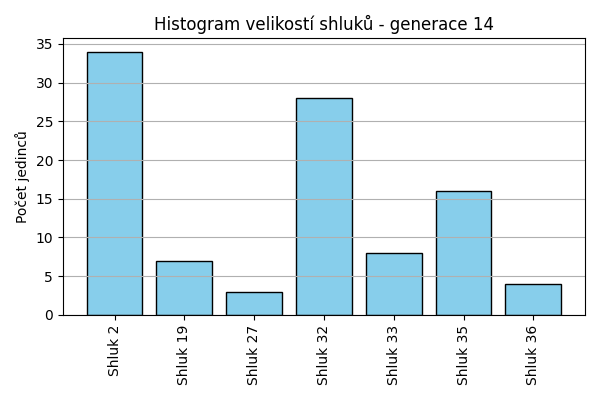 Histogram velikostí shluků - generace 14
Počet jedinců
35
30
25
20
15
10
5
0
Shluk 2
Shluk 19
Shluk 27
Shluk 32
Shluk 33
Shluk 35
Shluk 36